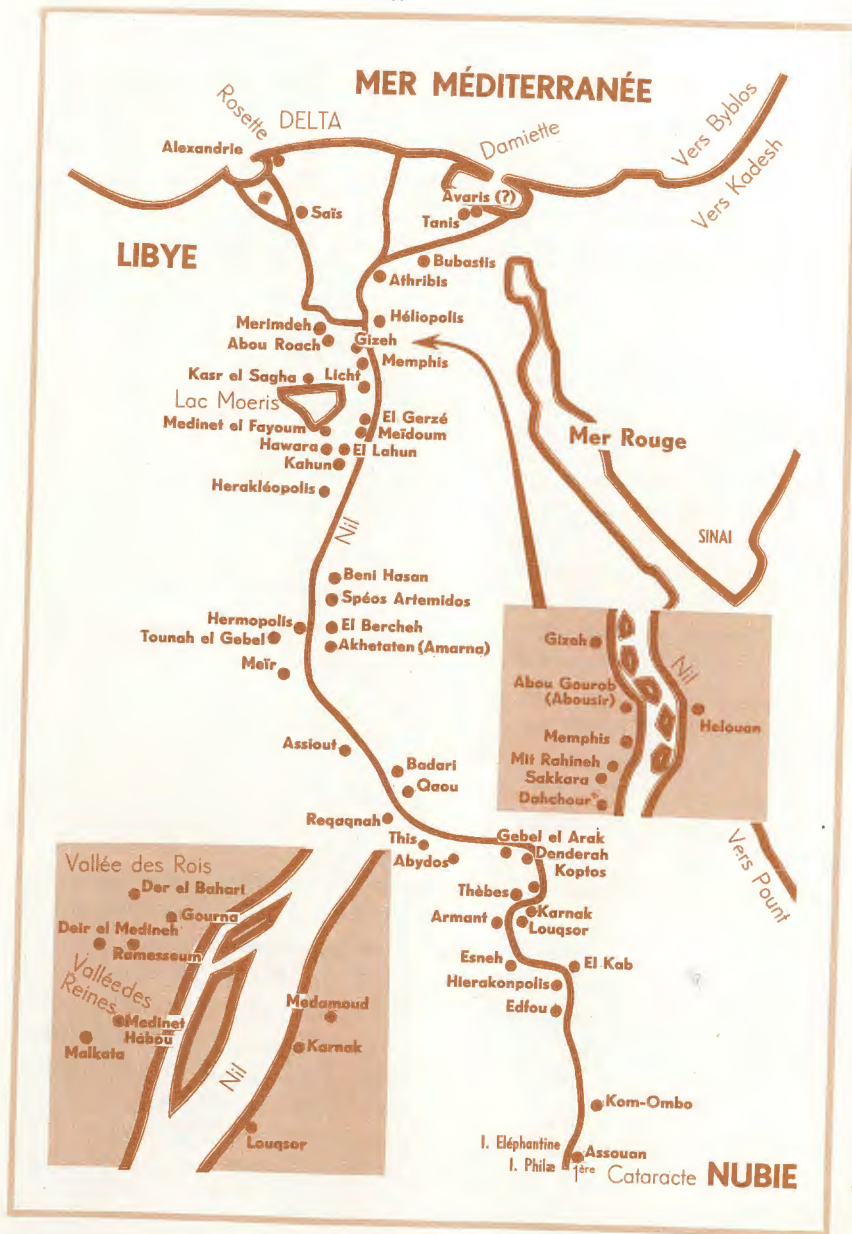 MER MÉDITERRANÉE
Rosette
DELTA
Damiette
Vers Byblos
Vers Kadesh
Alexandrie
Saïs
Avaris (?)
Tanis
LIBYE
Bubastis
Athribis
Merimdeh
Héliopolis
Abou Roach
Gizeh
Memphis
Kasr el Sagha
Licht
Lac Moeris
El Gerzé
Medinet el Fayoum
Meïdoum
Hawara
El Lahun
Kahun
Herakléopolis
Mer Rouge
SINAI
Nil
Beni Hasan
Spéos Artemidos
Hermopolis
El Bercheh
Tounah el Gebel
Akhetaten (Amarna)
Meïr
Gizeh
Nil
Abou Gourob
(Abousir)
Helouan
Memphis
Mit Rahineh
Sakkara
Dahchour
Assiout
Badari
Qaou
Reqaqnah
This
Abydos
Gebel el Arak
Denderah
Koptos
Vers Pount
Thèbes
Karnak
Armant
Louqsor
Esneh
El Kab
Hierakonpolis
Edfou
Kom-Ombo
I. Eléphantine
Assouan
I. Philæ
1ère Cataracte
NUBIE
Vallée des Rois
Der el Bahari
Gourna
Deir el Medineh
Ramesseum
Vallée des
Reines
Medinet
Habou
Malkata
Medamoud
Karnak
Nil
Louqsor